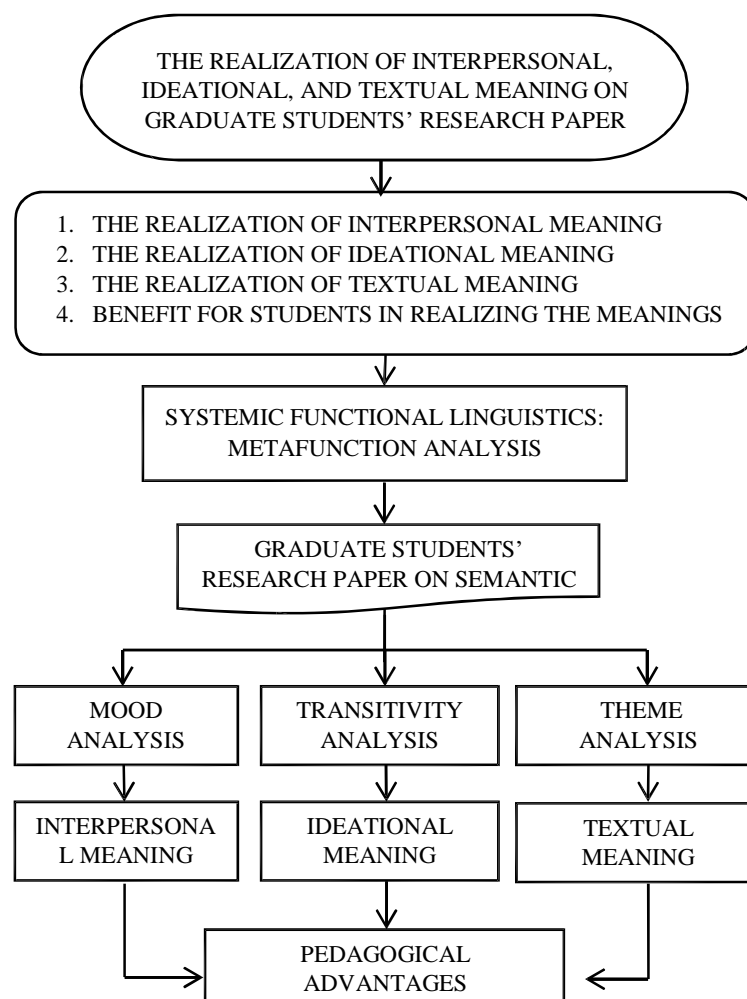 THE REALIZATION OF INTERPERSONAL,
IDEATIONAL, AND TEXTUAL MEANING ON
GRADUATE STUDENTS’ RESEARCH PAPER
1. THE REALIZATION OF INTERPERSONAL MEANING
2. THE REALIZATION OF IDEATIONAL MEANING
3. THE REALIZATION OF TEXTUAL MEANING
4. BENEFIT FOR STUDENTS IN REALIZING THE MEANINGS
SYSTEMIC FUNCTIONAL LINGUISTICS:
METAFUNCTION ANALYSIS
GRADUATE STUDENTS’
RESEARCH PAPER ON SEMANTIC
MOOD
ANALYSIS
TRANSITIVITY
ANALYSIS
THEME
ANALYSIS
INTERPERSONA
L MEANING
IDEATIONAL
MEANING
TEXTUAL
MEANING
PEDAGOGICAL
ADVANTAGES